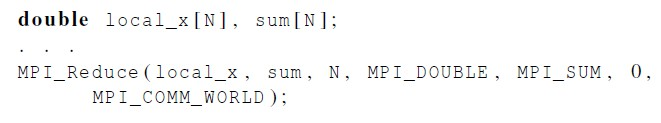 double local_x[N], sum[N];
. . .
MPI_Reduce(local_x, sum, N, MPI_DOUBLE, MPI_SUM, 0,
MPI_COMM_WORLD);